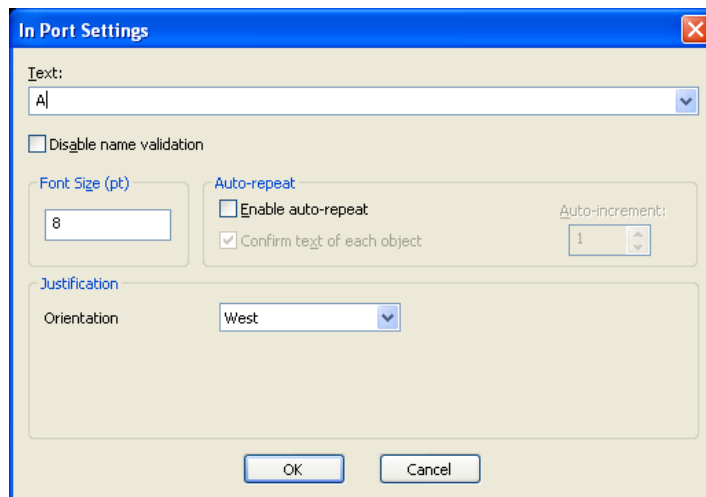 In Port Settings
Text:
A
Disable name validation
Font Size (pt)
8
Auto-repeat
Enable auto-repeat
Auto-increment:
Confirm text of each object
1
Justification
Orientation
West
OK
Cancel